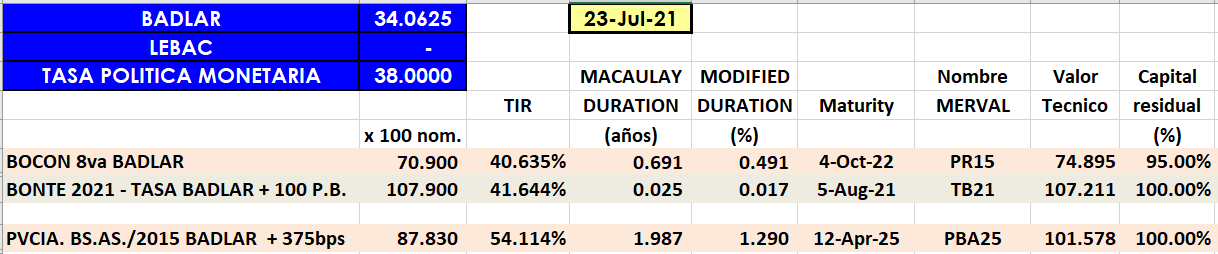 BADLAR 34.0625 23-Jul-21
LEBAC -
TASA POLITICA MONETARIA 38.0000 MACAULAY MODIFIED Nombre Valor Capital
TIR DURATION DURATION Maturity MERVAL Tecnico residual
x 100 nom. (años) (%) (%)
BOCON 8va BADLAR 70.900 40.635% 0.691 0.491 4-Oct-22 PR15 74.895 95.00%
BONTE 2021 - TASA BADLAR + 100 P.B. 107.900 41.644% 0.025 0.017 5-Aug-21 TB21 107.211 100.00%
PVCIA. BS.AS./2015 BADLAR + 375bps 87.830 54.114% 1.987 1.290 12-Apr-25 PBA25 101.578 100.00%